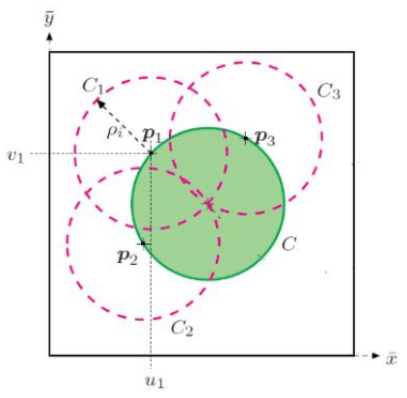 ȳ
C₁
C₃
ρᵢ
p₁
p₃
v₁
C
p₂
C₂
x̄
u₁